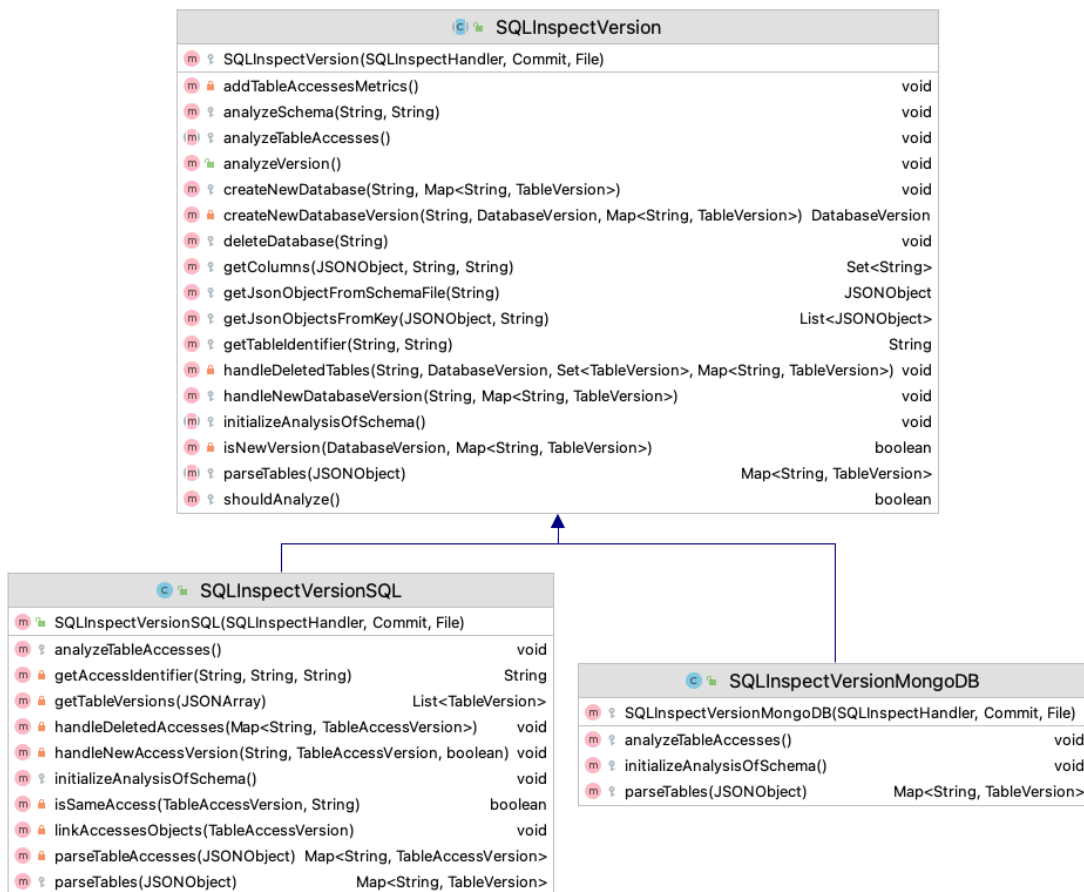 SQLInspectVersion
SQLInspectVersion(SQLInspectHandler, Commit, File)
addTableAccessesMetrics() void
analyzeSchema(String, String) void
analyzeTableAccesses() void
analyzeVersion() void
createNewDatabase(String, Map<String, TableVersion>) void
createNewDatabaseVersion(String, DatabaseVersion, Map<String, TableVersion>) DatabaseVersion
deleteDatabase(String) void
getColumns(JSONObject, String, String) Set<String>
getJsonObjectFromSchemaFile(String) JSONObject
getJsonObjectsFromKey(JSONObject, String) List<JSONObject>
getTableIdentifier(String, String) String
handleDeletedTables(String, DatabaseVersion, Set<TableVersion>, Map<String, TableVersion>) void
handleNewDatabaseVersion(String, Map<String, TableVersion>) void
initializeAnalysisOfSchema() void
isNewVersion(DatabaseVersion, Map<String, TableVersion>) boolean
parseTables(JSONObject) Map<String, TableVersion>
shouldAnalyze() boolean
SQLInspectVersionSQL
SQLInspectVersionSQL(SQLInspectHandler, Commit, File)
analyzeTableAccesses() void
getAccessIdentifier(String, String, String) String
getTableVersions(JSONArray) List<TableVersion>
handleDeletedAccesses(Map<String, TableAccessVersion>) void
handleNewAccessVersion(String, TableAccessVersion, boolean) void
initializeAnalysisOfSchema() void
isSameAccess(TableAccessVersion, String) boolean
linkAccessesObjects(TableAccessVersion) void
parseTableAccesses(JSONObject) Map<String, TableAccessVersion>
parseTables(JSONObject) Map<String, TableVersion>
SQLInspectVersionMongoDB
SQLInspectVersionMongoDB(SQLInspectHandler, Commit, File)
analyzeTableAccesses() void
initializeAnalysisOfSchema() void
parseTables(JSONObject) Map<String, TableVersion>